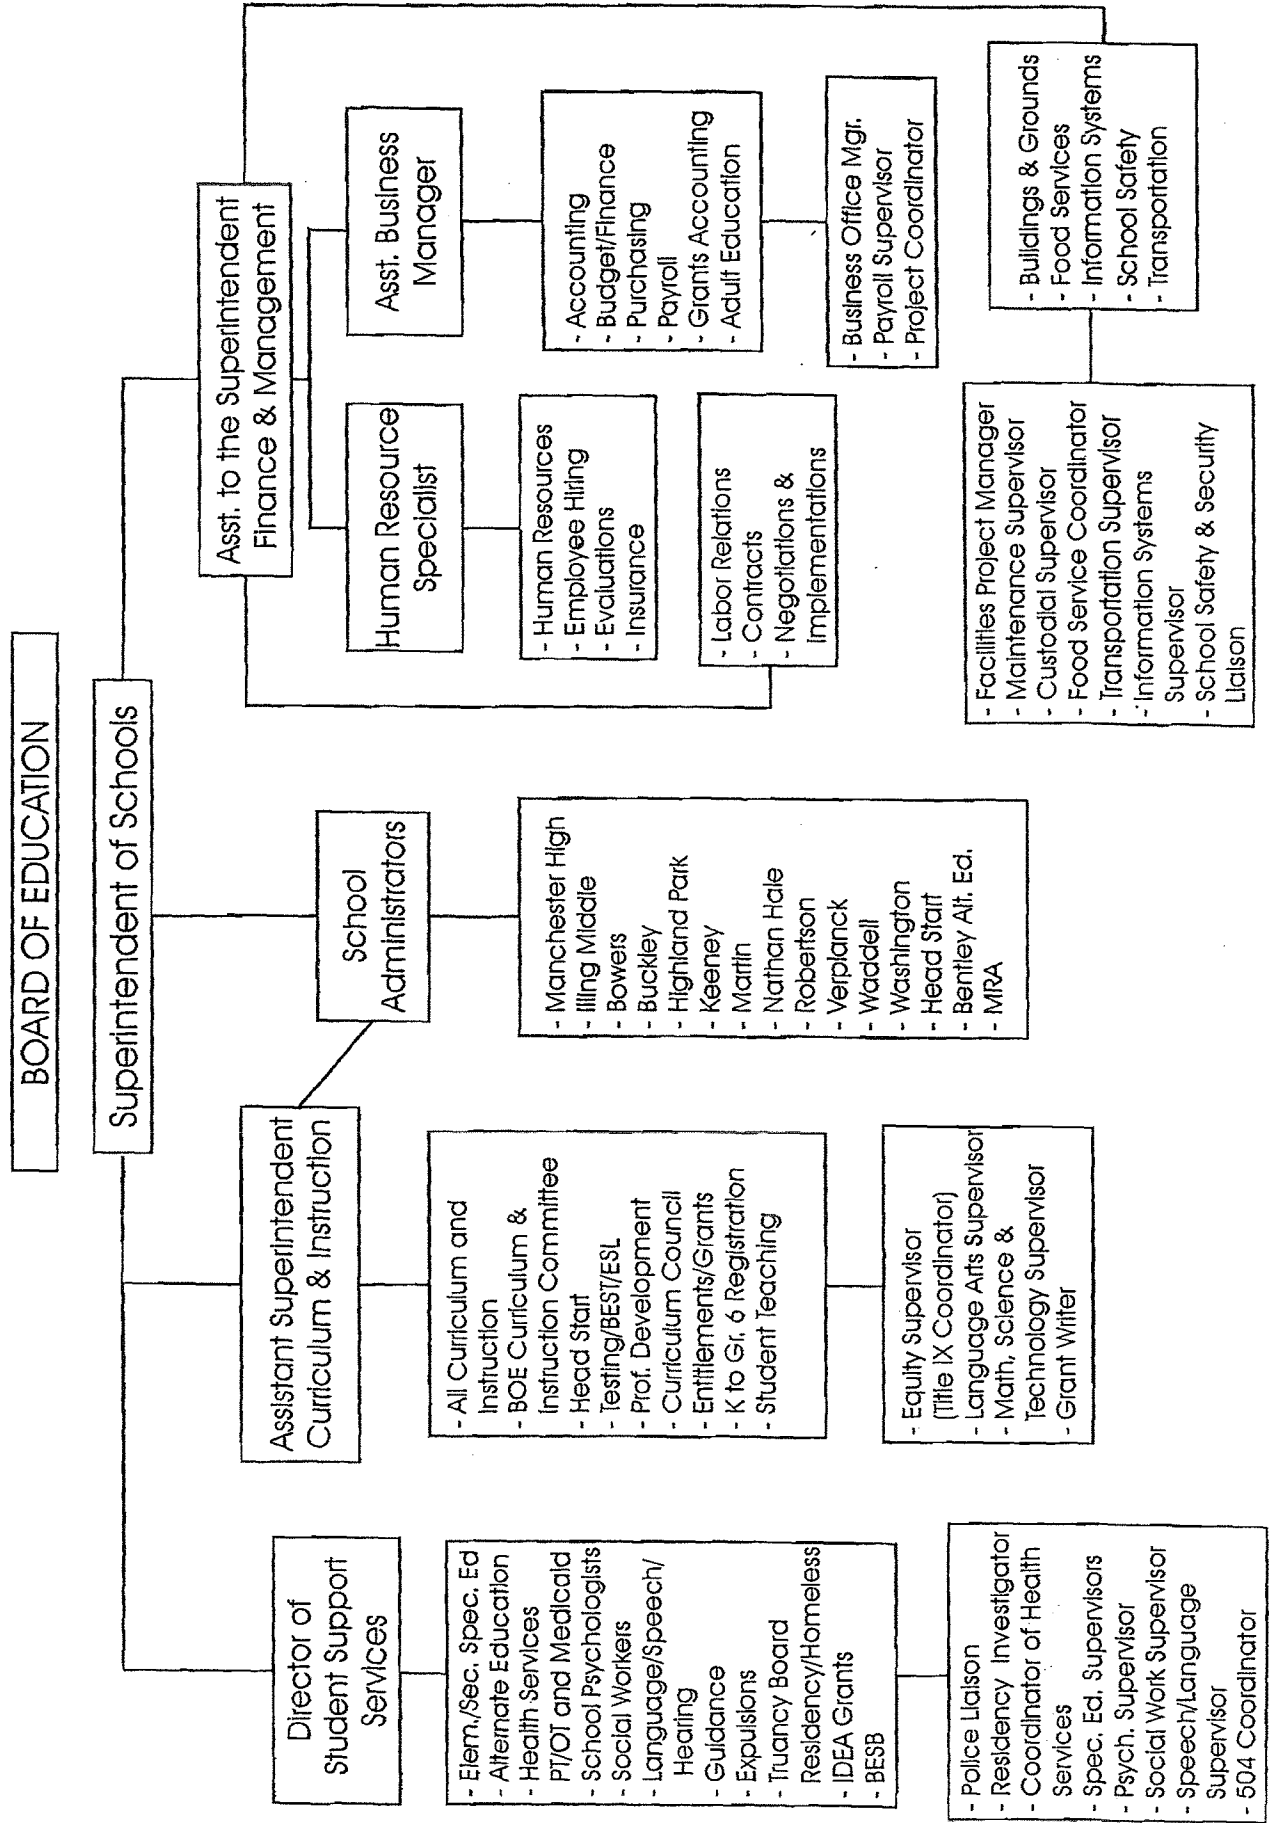 BOARD OF EDUCATION
Superintendent of Schools
Director of
Student Support
Services
- Elem./Sec. Spec. Ed
- Alternate Education
- Health Services
PT/OT and Medicaid
- School Psychologists
- Social Workers
- Language/Speech/
Hearing
- Guidance
- Expulsions
- Truancy Board
Residency/Homeless
- IDEA Grants
- BESB
- Police Liaison
- Residency Investigator
- Coordinator of Health
Services
- Spec. Ed. Supervisors
- Psych. Supervisor
- Social Work Supervisor
- Speech/Language
Supervisor
- 504 Coordinator
Assistant Superintendent
Curriculum & Instruction
- All Curriculum and
Instruction
- BOE Curriculum &
Instruction Committee
- Head Start
- Testing/BEST/ESL
- Prof. Development
- Curriculum Council
- Entitlements/Grants
- K to Gr. 6 Registration
- Student Teaching
- Equity Supervisor
(Title IX Coordinator)
- Language Arts Supervisor
- Math, Science &
Technology Supervisor
- Grant Writer
School
Administrators
- Manchester High
- Illing Middle
- Bowers
- Buckley
- Highland Park
- Keeney
- Martin
- Nathan Hale
- Robertson
- Verplanck
- Waddell
- Washington
- Head Start
- Bentley Alt. Ed.
- MRA
Asst. to the Superintendent
Finance & Management
Human Resource
Specialist
- Human Resources
- Employee Hiring
- Evaluations
- Insurance
- Labor Relations
- Contracts
- Negotiations &
Implementations
Asst. Business
Manager
- Accounting
- Budget/Finance
- Purchasing
- Payroll
- Grants Accounting
- Adult Education
- Business Office Mgr.
- Payroll Supervisor
- Project Coordinator
- Buildings & Grounds
- Food Services
- Information Systems
- School Safety
- Transportation
- Facilities Project Manager
- Maintenance Supervisor
- Custodial Supervisor
- Food Service Coordinator
- Transportation Supervisor
- Information Systems
Supervisor
- School Safety & Security
Liaison